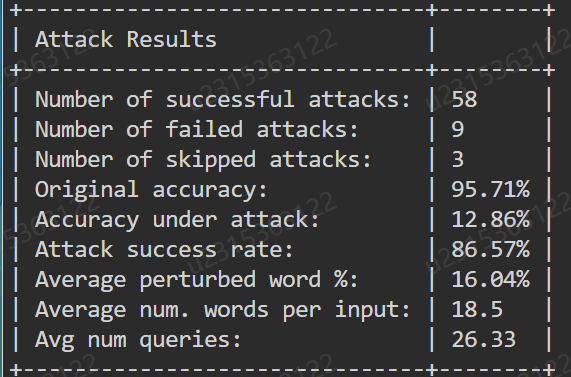 +-------------------------------+--------+
| Attack Results                |        |
+-------------------------------+--------+
| Number of successful attacks: | 58     |
| Number of failed attacks:     | 9      |
| Number of skipped attacks:    | 3      |
| Original accuracy:            | 95.71% |
| Accuracy under attack:        | 12.86% |
| Attack success rate:          | 86.57% |
| Average perturbed word %:     | 16.04% |
| Average num. words per input: | 18.5   |
| Avg num queries:              | 26.33  |
+-------------------------------+--------+
u2315363122